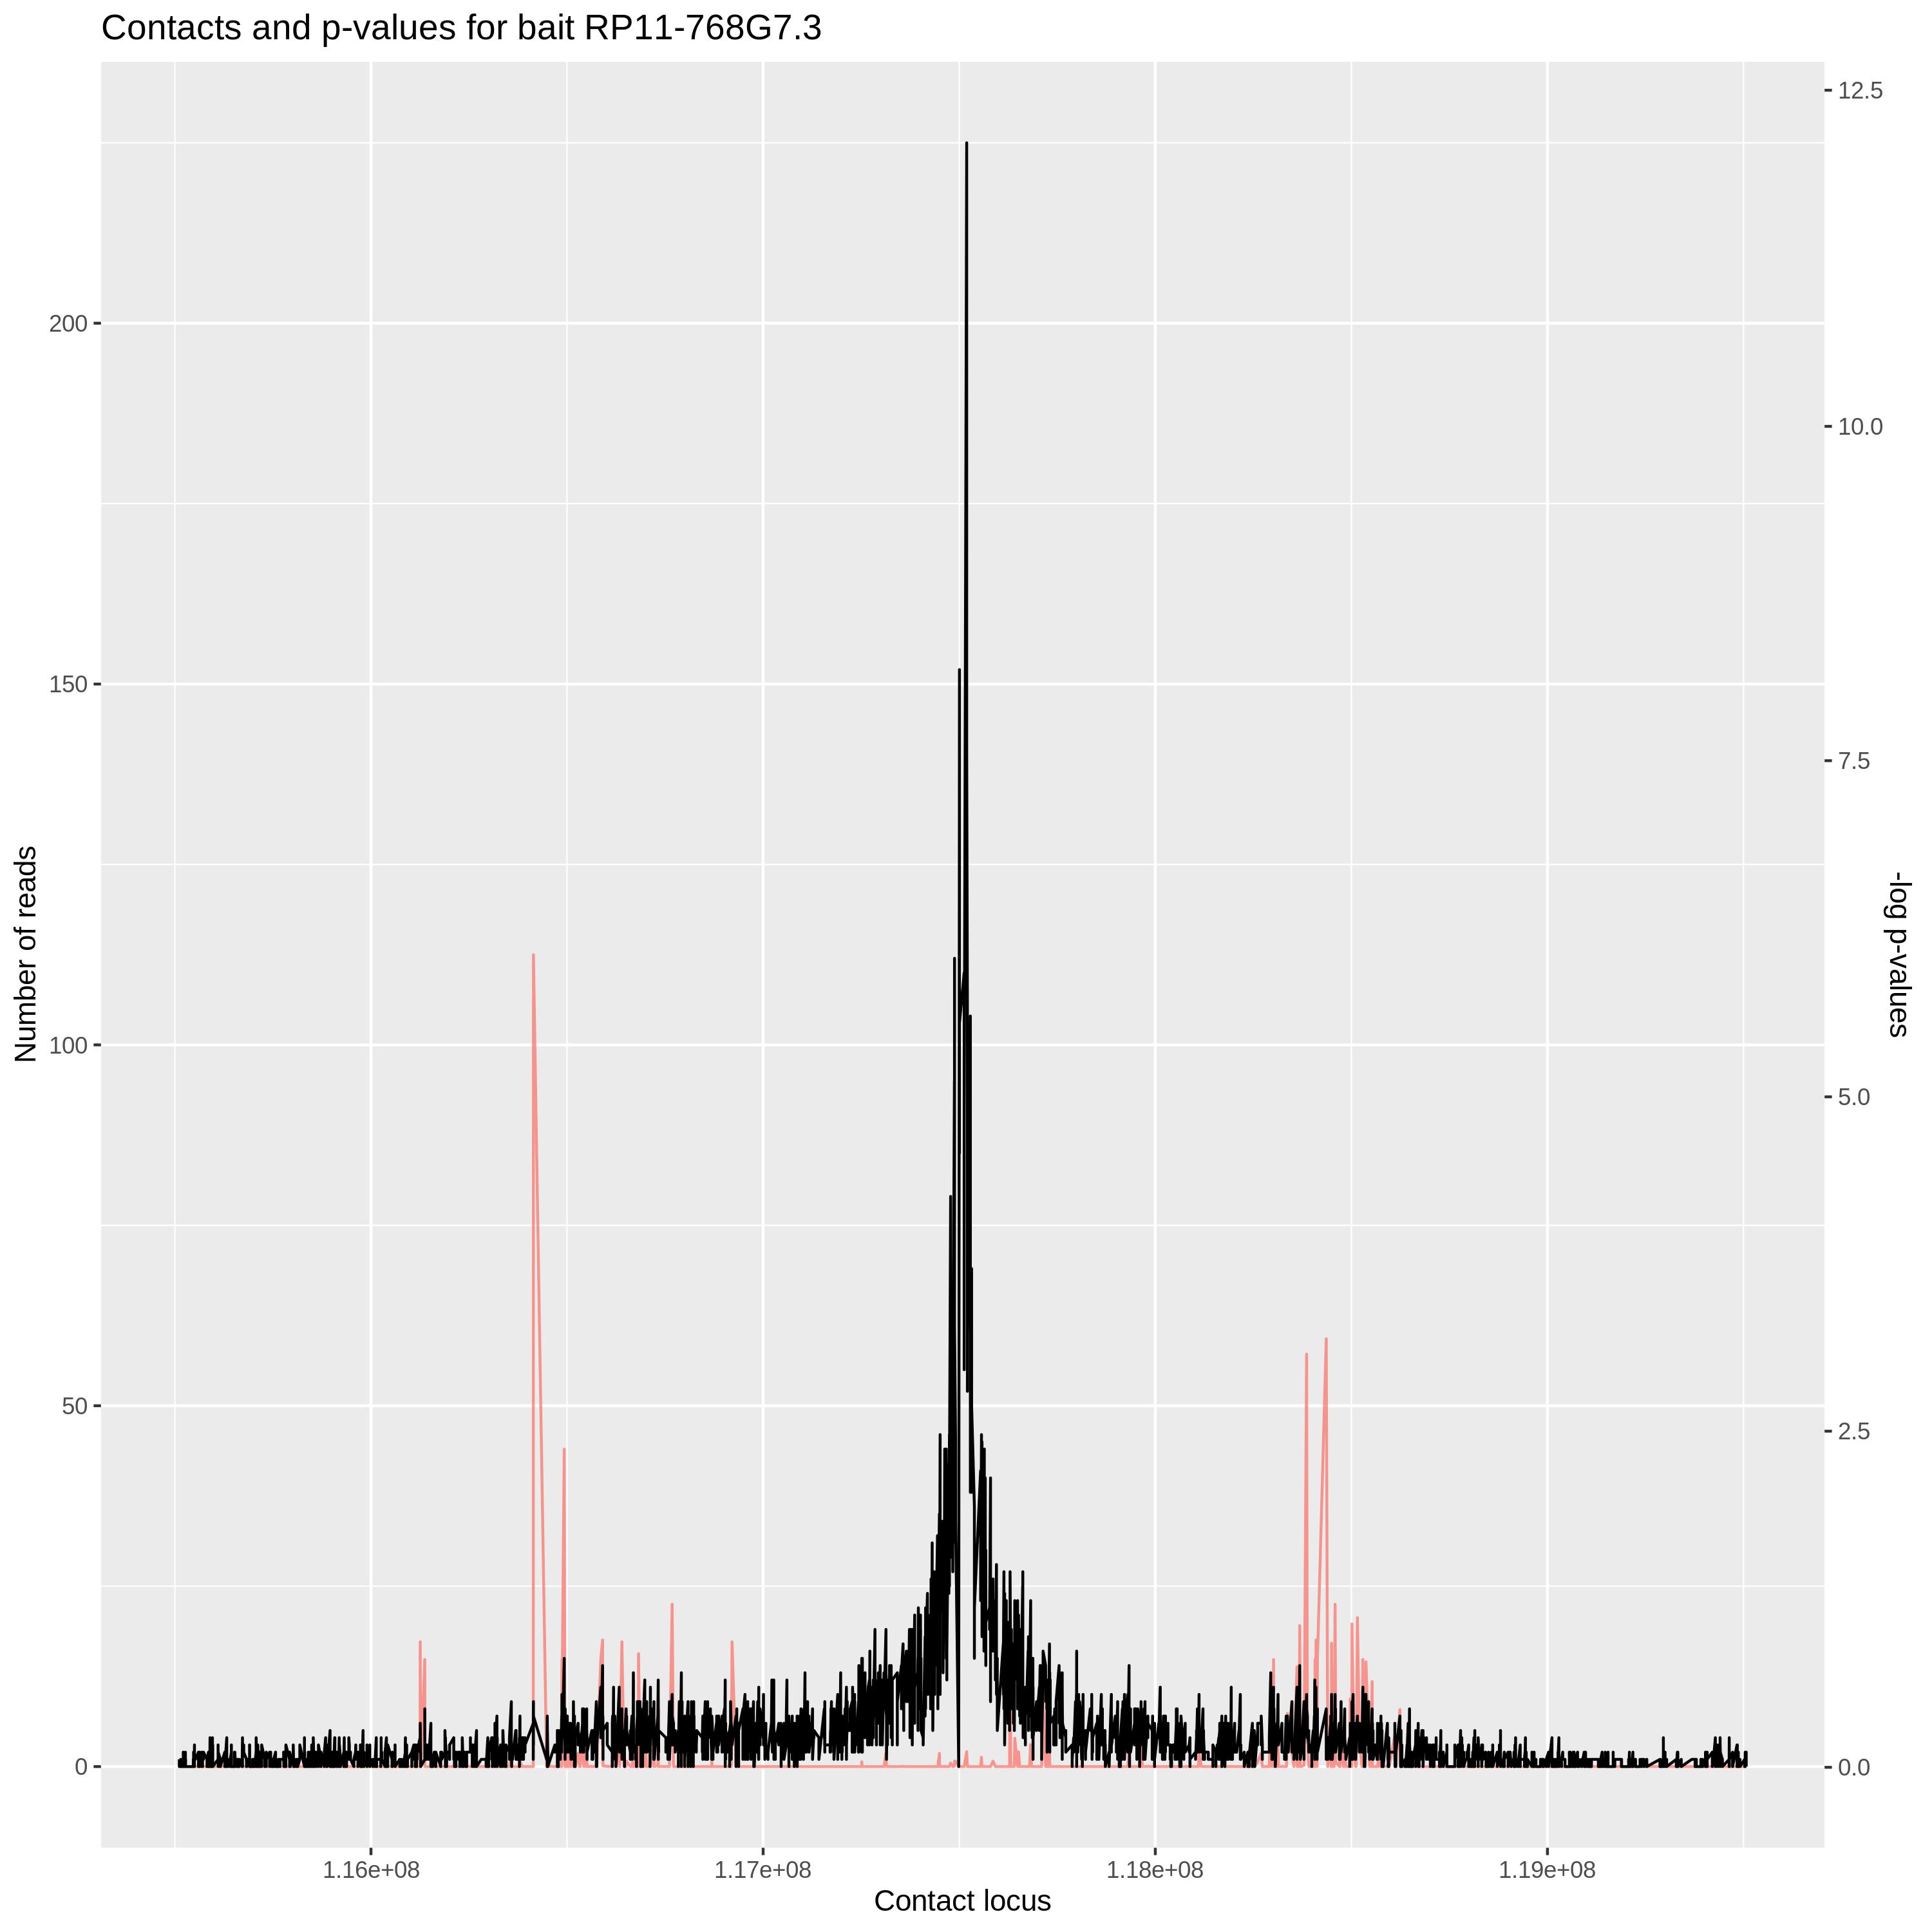 Contacts and p-values for bait RP11-768G7.3
Number of reads
200
150
100
50
0
12.5
10.0
7.5
5.0
2.5
0.0
-log p-values
1.16e+08
1.17e+08
1.18e+08
1.19e+08
Contact locus